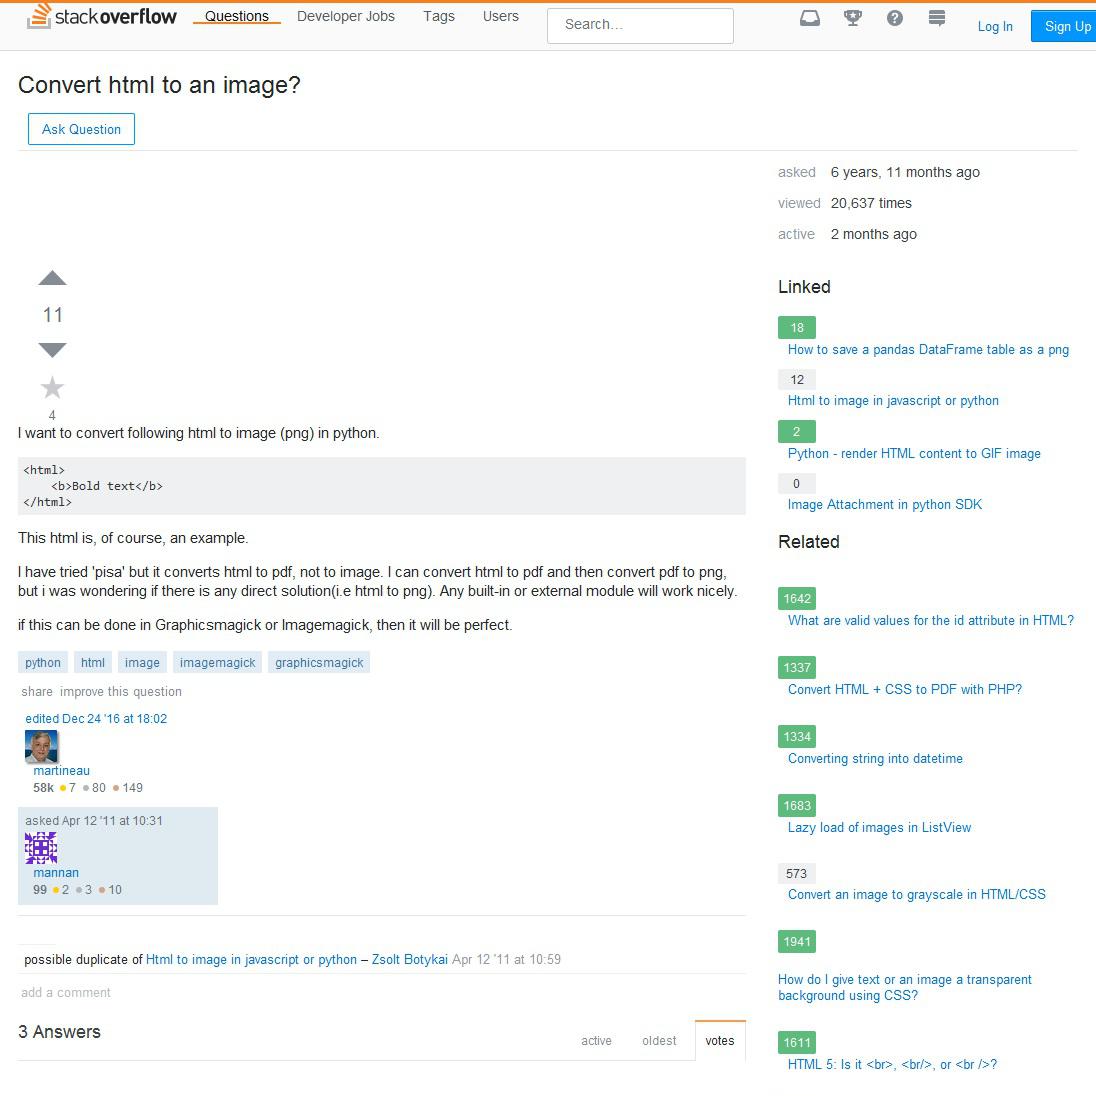 stackoverflow Questions Developer Jobs Tags Users Search... Log In Sign Up
Convert html to an image?
Ask Question
asked 6 years, 11 months ago
viewed 20,637 times
active 2 months ago
11
4
I want to convert following html to image (png) in python.
<html>
    <b>Bold text</b>
</html>
This html is, of course, an example.
I have tried 'pisa' but it converts html to pdf, not to image. I can convert html to pdf and then convert pdf to png,
but i was wondering if there is any direct solution(i.e html to png). Any built-in or external module will work nicely.
if this can be done in Graphicsmagick or Imagemagick, then it will be perfect.
python html image imagemagick graphicsmagick
share improve this question
edited Dec 24 '16 at 18:02
martineau
58k 7 80 149
asked Apr 12 '11 at 10:31
mannan
99 2 3 10
possible duplicate of Html to image in javascript or python – Zsolt Botykai Apr 12 '11 at 10:59
add a comment
3 Answers
active oldest votes
Linked
18
How to save a pandas DataFrame table as a png
12
Html to image in javascript or python
2
Python - render HTML content to GIF image
0
Image Attachment in python SDK
Related
1642
What are valid values for the id attribute in HTML?
1337
Convert HTML + CSS to PDF with PHP?
1334
Converting string into datetime
1683
Lazy load of images in ListView
573
Convert an image to grayscale in HTML/CSS
1941
How do I give text or an image a transparent
background using CSS?
1611
HTML 5: Is it <br>, <br/>, or <br />?